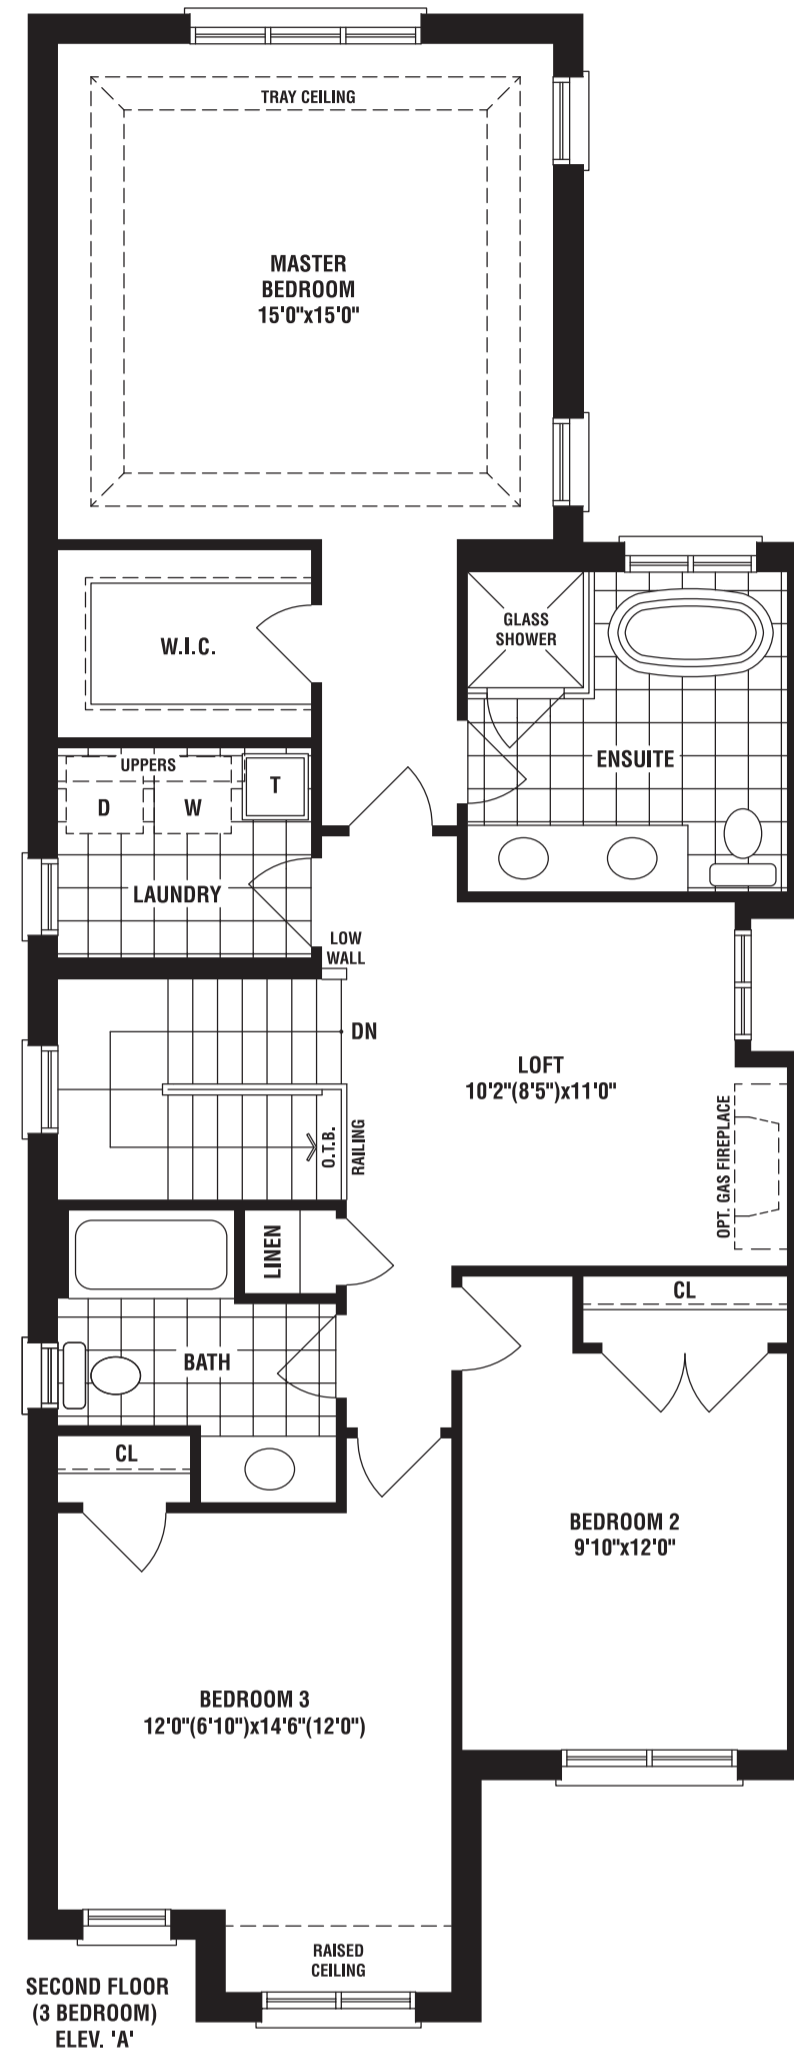 TRAY CEILING
MASTER
BEDROOM
15'0"x15'0"
W.I.C.
GLASS
SHOWER
ENSUITE
UPPERS
D
W
T
LAUNDRY
LOW
WALL
DN
LOFT
10'2"(8'5")x11'0"
O.T.B.
RAILING
OPT. GAS FIREPLACE
LINEN
CL
BATH
CL
BEDROOM 2
9'10"x12'0"
BEDROOM 3
12'0"(6'10")x14'6"(12'0")
RAISED
CEILING
SECOND FLOOR
(3 BEDROOM)
ELEV. 'A'